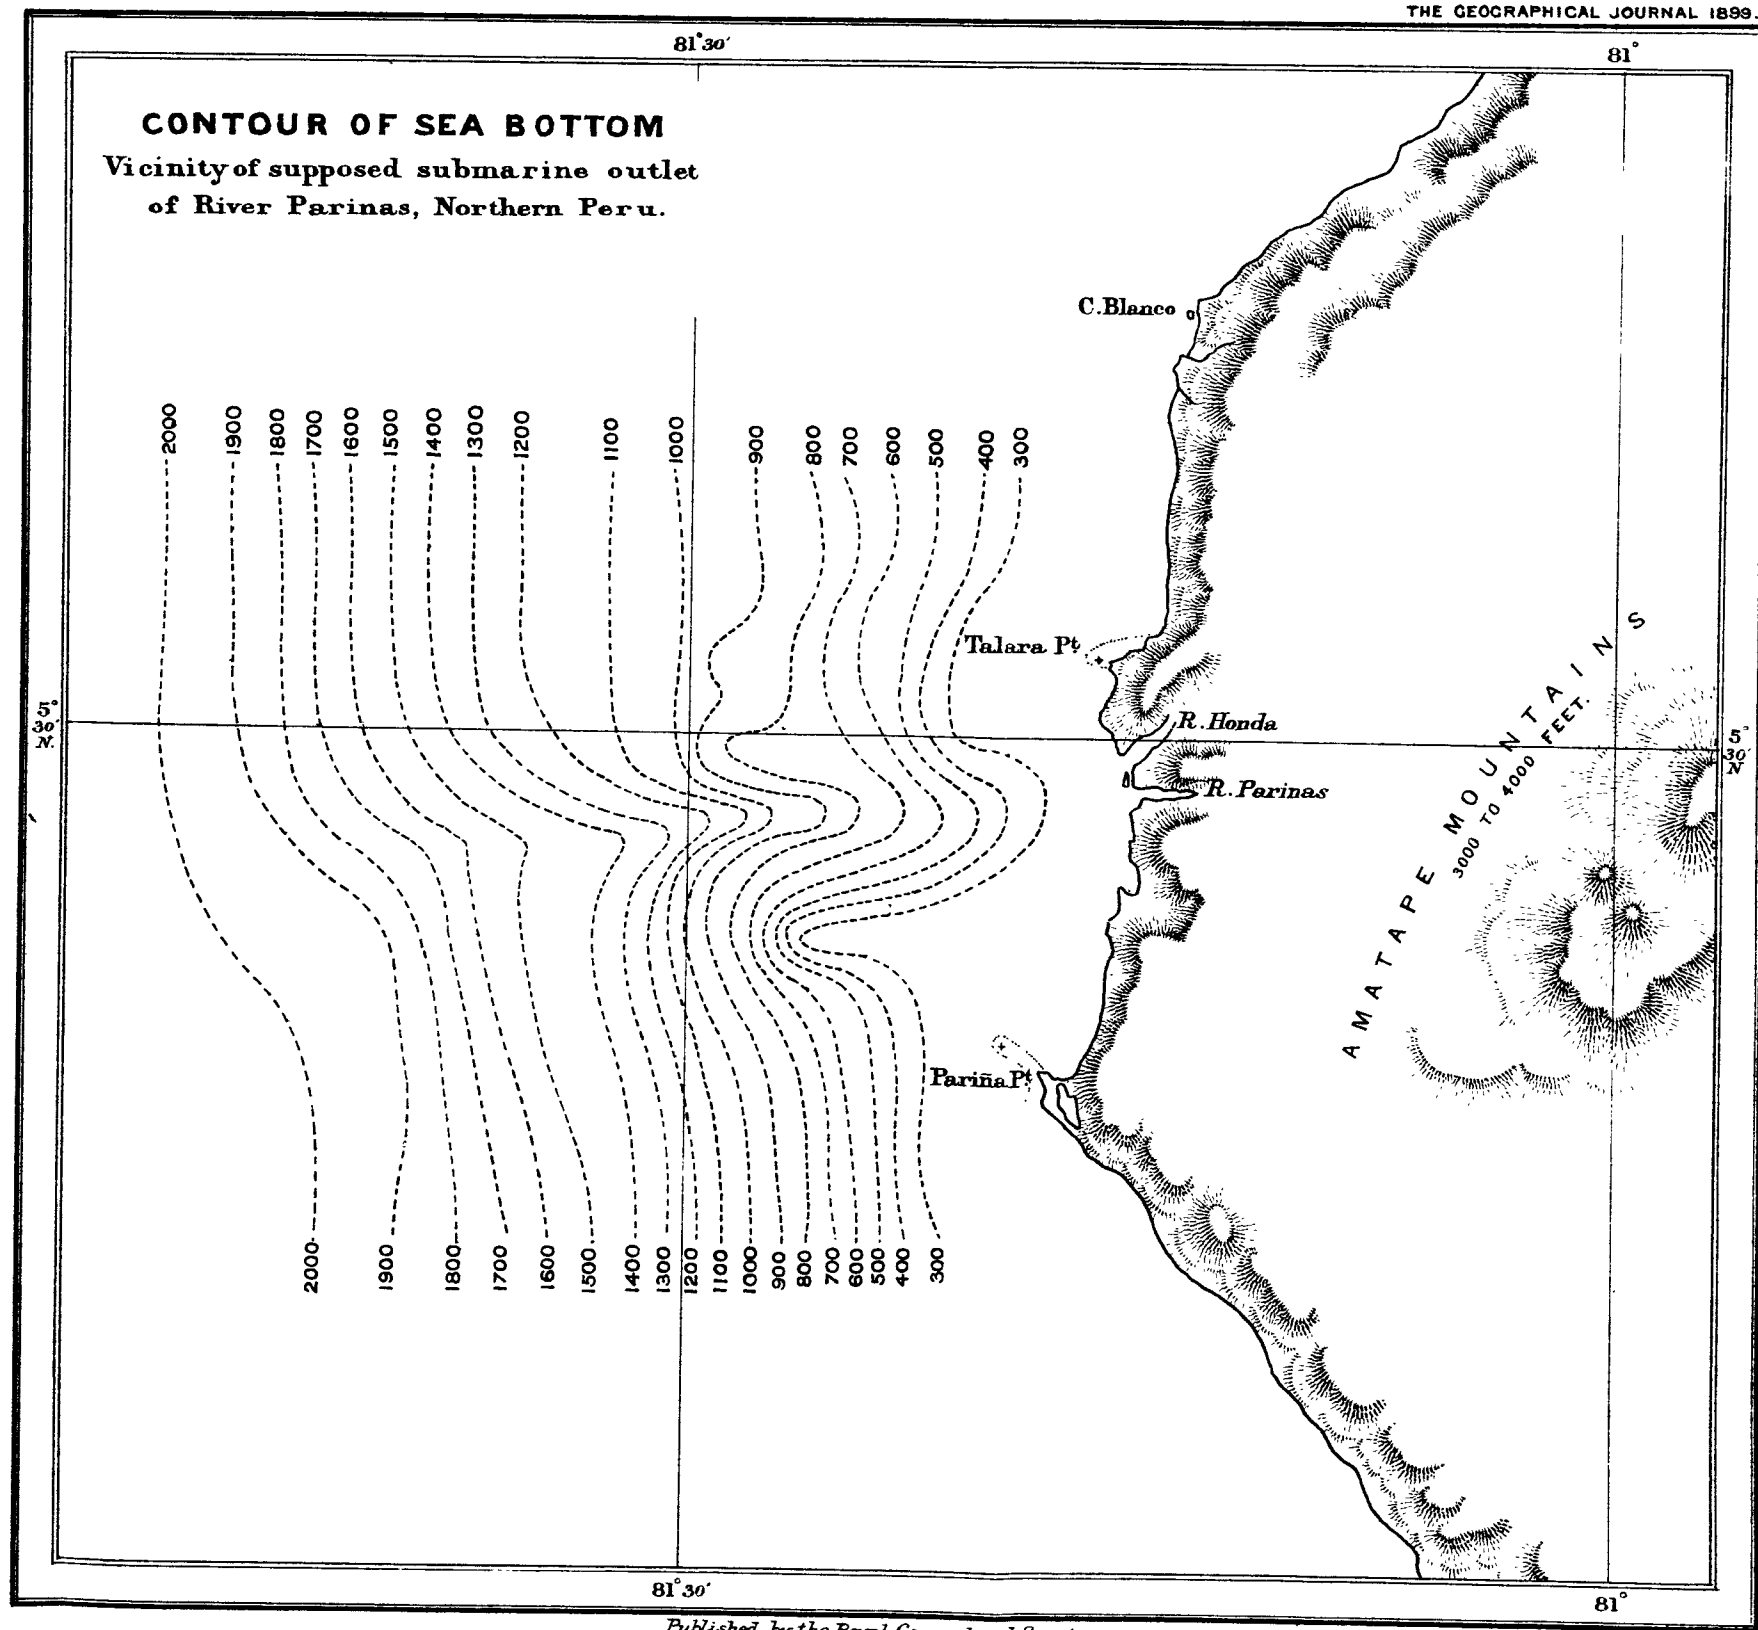 THE GEOGRAPHICAL JOURNAL 1899.
81°30'
81°
CONTOUR OF SEA BOTTOM
Vicinity of supposed submarine outlet
of River Parinas, Northern Peru.
C. Blanco
2000 1900 1800 1700 1600 1500 1400 1300 1200 1100 1000 900 800 700 600 500 400 300
Talara Pt
5° 30' N.
R. Honda
5° 30' N
R. Parinas
AMATAPE MOUNTAINS
3000 TO 4000 FEET.
Pariña Pt
2000 1900 1800 1700 1600 1500 1400 1300 1200 1100 1000 900 800 700 600 500 400 300
81°30'
81°
Published by the